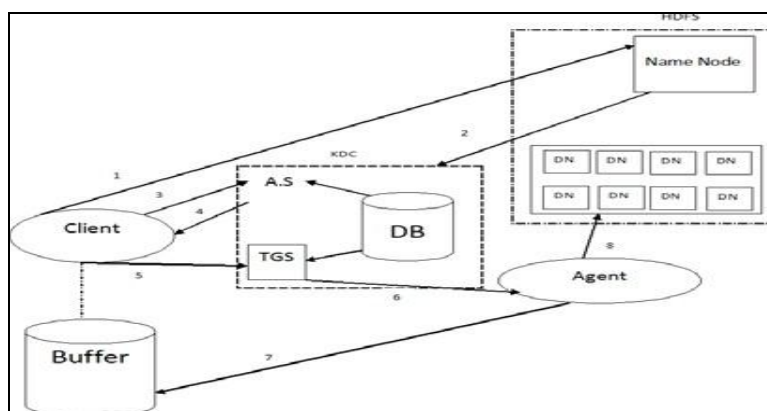 HDFS
Name Node
2
KDC
1
DN DN DN DN
3
A.S
DN DN DN DN
4
Client
DB
TGS
8
5
Agent
6
Buffer
7